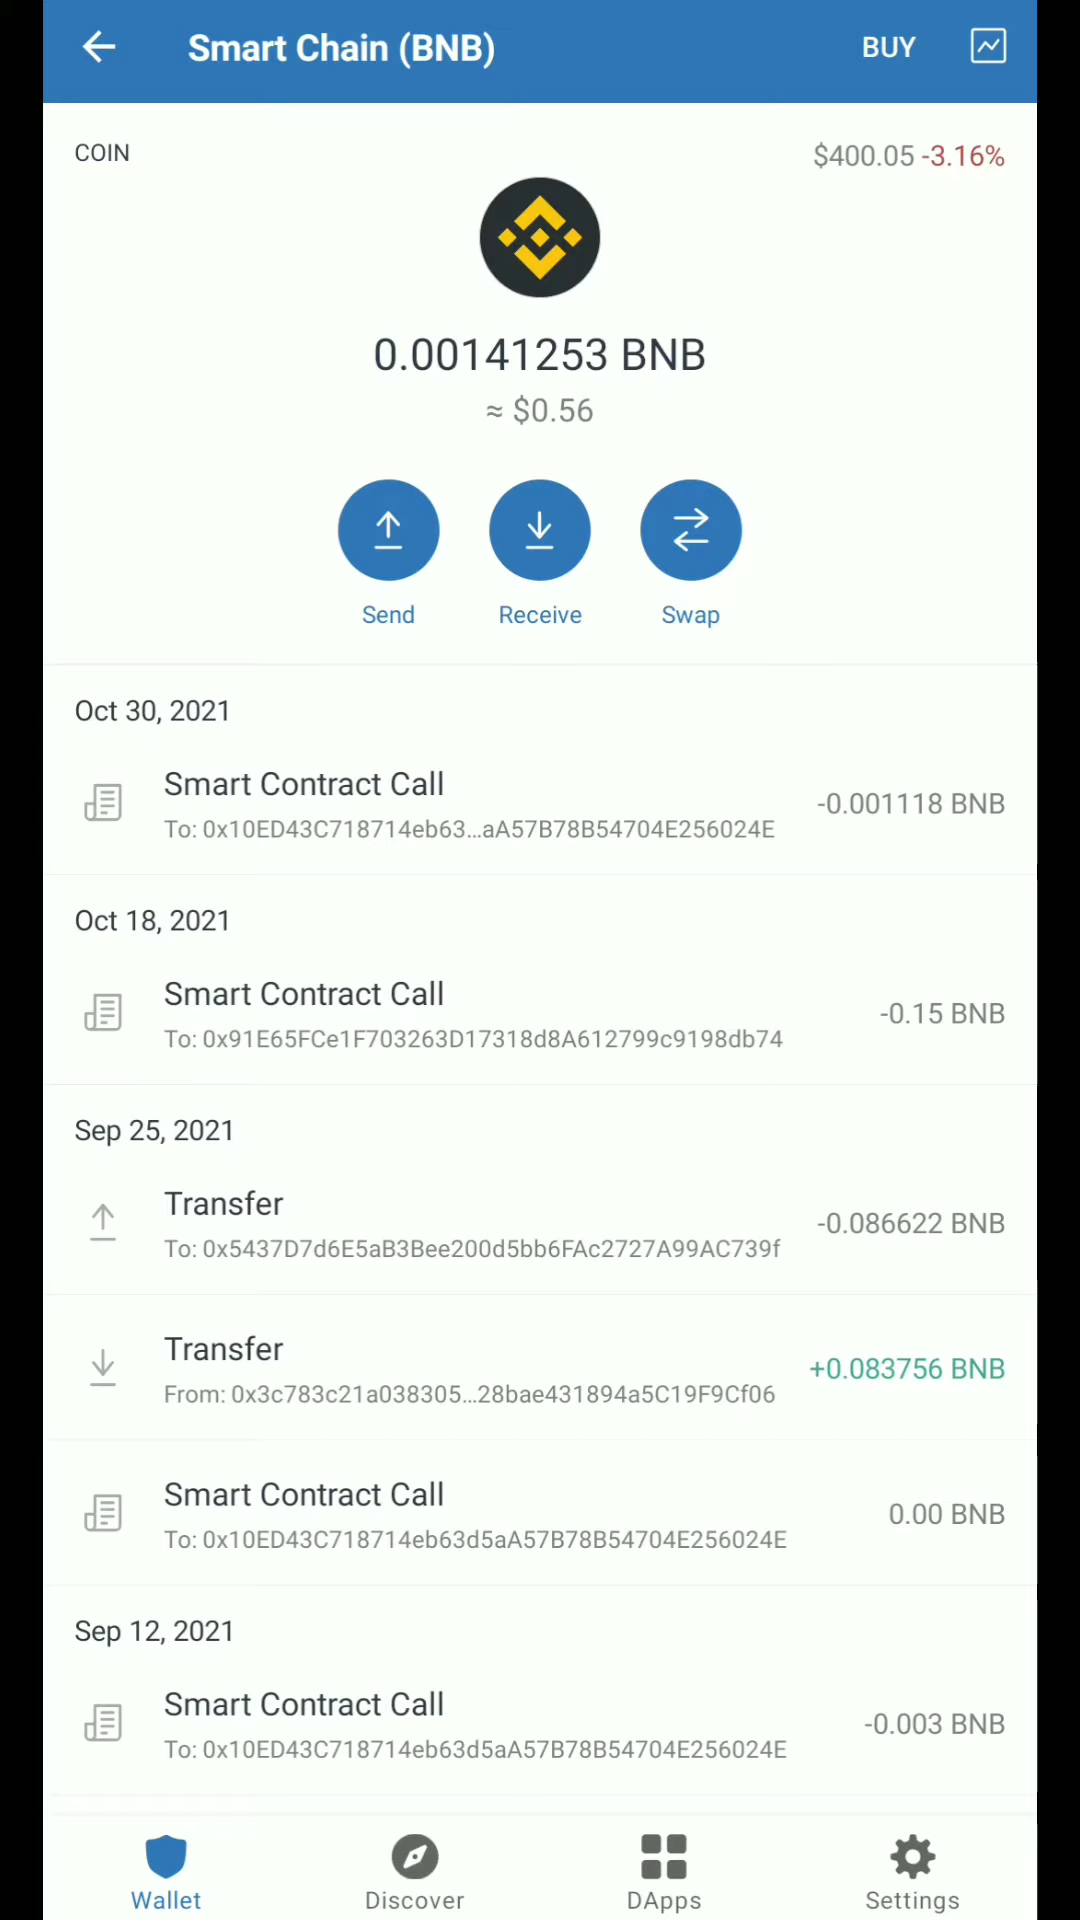 Smart Chain (BNB)
BUY
COIN
$400.05 -3.16%
0.00141253 BNB
≈ $0.56
Send
Receive
Swap
Oct 30, 2021
Smart Contract Call
-0.001118 BNB
To: 0x10ED43C718714eb63...aA57B78B54704E256024E
Oct 18, 2021
Smart Contract Call
-0.15 BNB
To: 0x91E65FCe1F703263D17318d8A612799c9198db74
Sep 25, 2021
Transfer
-0.086622 BNB
To: 0x5437D7d6E5aB3Bee200d5bb6FAc2727A99AC739f
Transfer
+0.083756 BNB
From: 0x3c783c21a038305...28bae431894a5C19F9Cf06
Smart Contract Call
0.00 BNB
To: 0x10ED43C718714eb63d5aA57B78B54704E256024E
Sep 12, 2021
Smart Contract Call
-0.003 BNB
To: 0x10ED43C718714eb63d5aA57B78B54704E256024E
Wallet
Discover
DApps
Settings